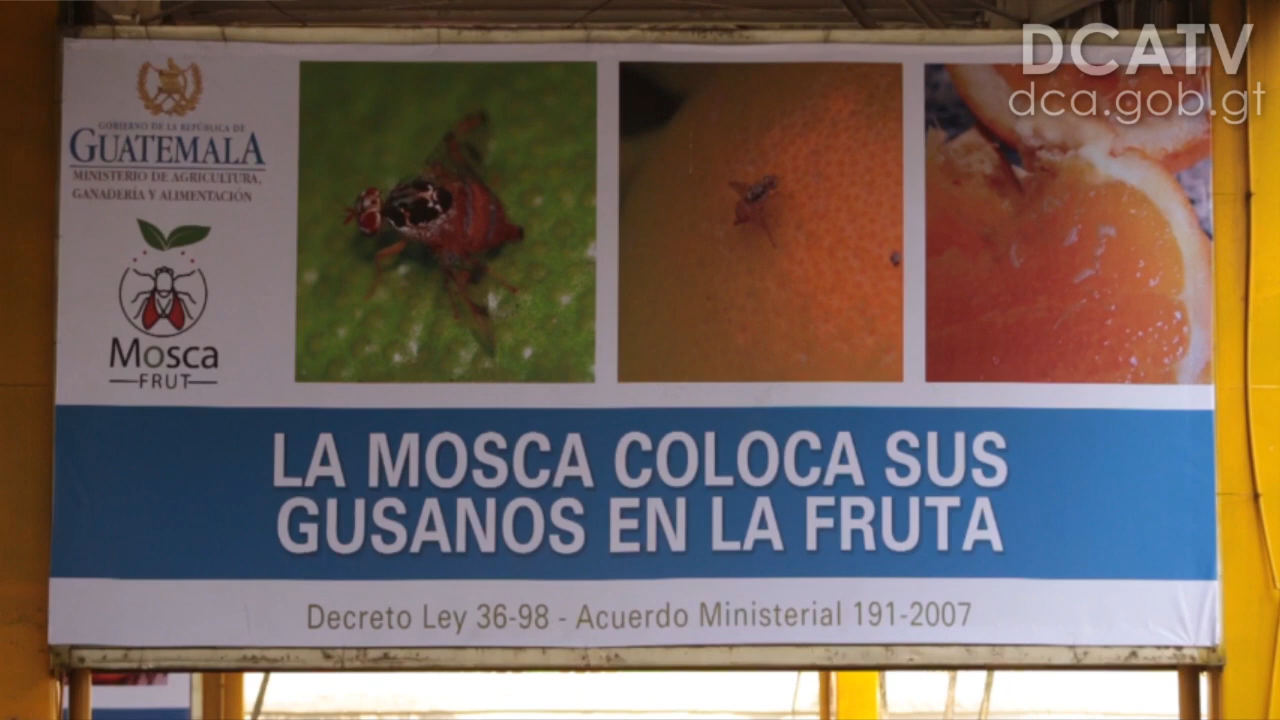 DCATV
dca.gob.gt
GOBIERNO DE LA REPÚBLICA DE
GUATEMALA
MINISTERIO DE AGRICULTURA,
GANADERÍA Y ALIMENTACIÓN
Mosca
FRUT
LA MOSCA COLOCA SUS
GUSANOS EN LA FRUTA
Decreto Ley 36-98 - Acuerdo Ministerial 191-2007